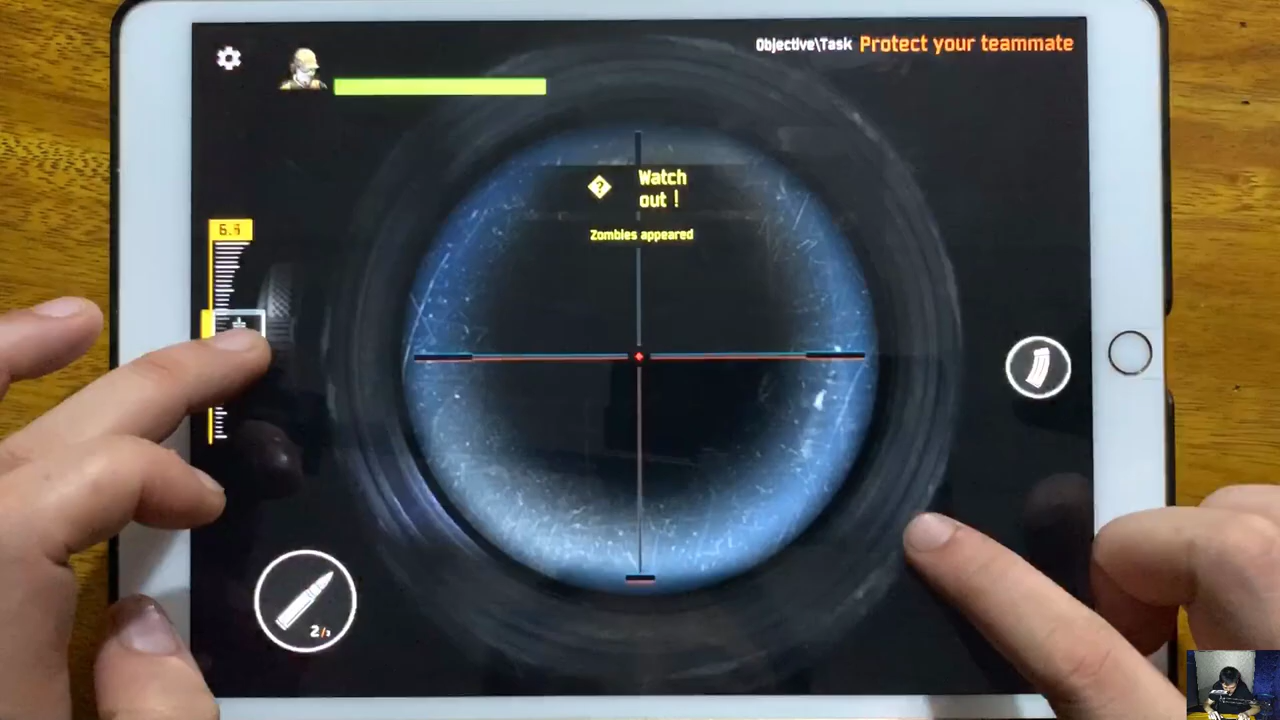 Objective\Task Protect your teammate
Watch
out !
Zombies appeared
2/3